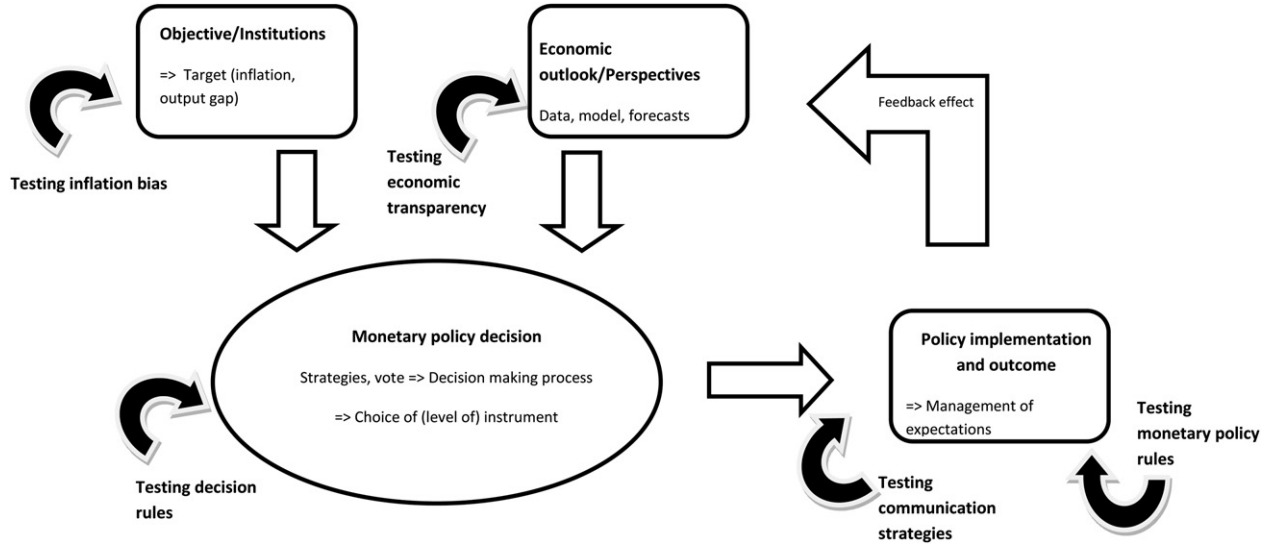 Objective/Institutions
=> Target (inflation,
output gap)
Testing inflation bias
Economic
outlook/Perspectives
Data, model, forecasts
Testing
economic
transparency
Feedback effect
Monetary policy decision
Strategies, vote => Decision making process
=> Choice of (level of) instrument
Testing decision
rules
Policy implementation
and outcome
=> Management of
expectations
Testing
communication
strategies
Testing
monetary policy
rules